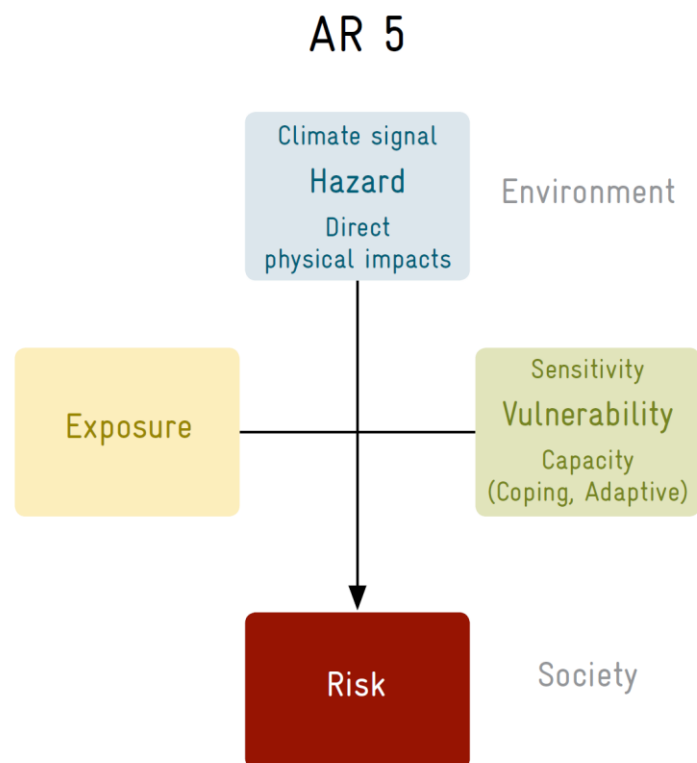 AR 5
Climate signal
Hazard
Direct
physical impacts
Environment
Exposure
Sensitivity
Vulnerability
Capacity
(Coping, Adaptive)
Risk
Society